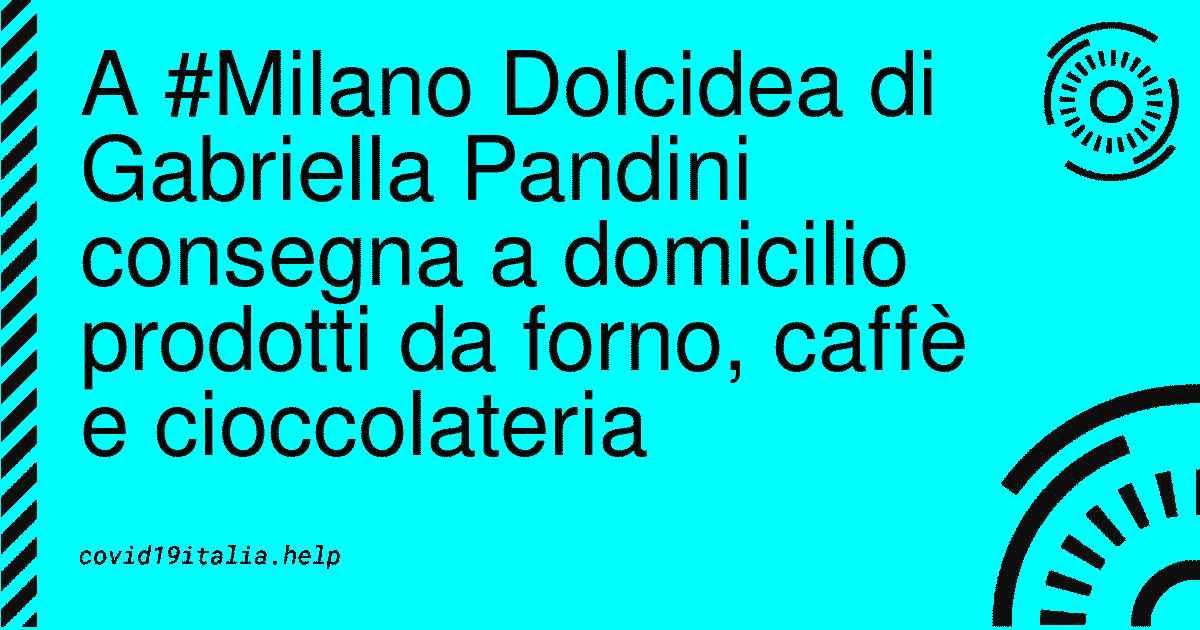 A #Milano Dolcidea di
Gabriella Pandini
consegna a domicilio
prodotti da forno, caffè
e cioccolateria
covid19italia.help